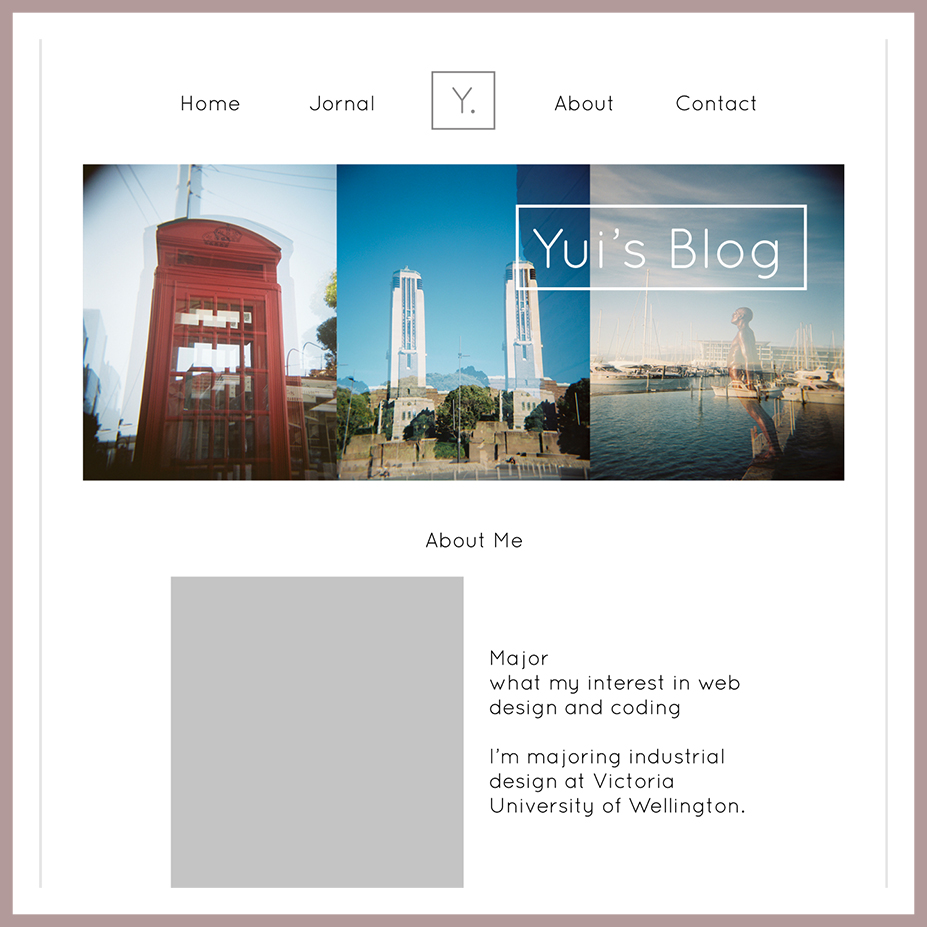 Home Jornal Y. About Contact
Yui's Blog
About Me
Major
what my interest in web
design and coding
I'm majoring industrial
design at Victoria
University of Wellington.